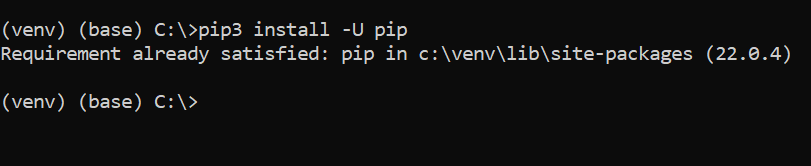 (venv) (base) C:\>pip3 install -U pip
Requirement already satisfied: pip in c:\venv\lib\site-packages (22.0.4)
(venv) (base) C:\>